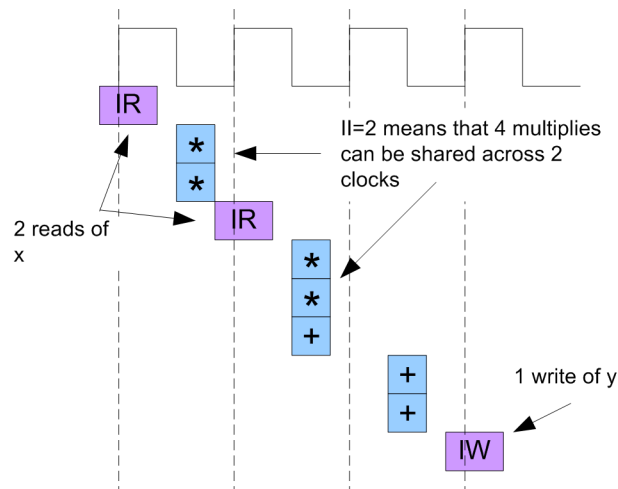 IR
II=2 means that 4 multiplies
can be shared across 2
clocks
*
*
2 reads of
x
IR
*
*
+
+
+
1 write of y
IW